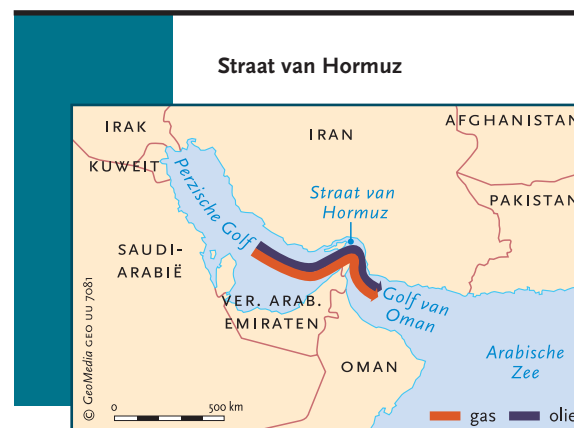 Straat van Hormuz
IRAK
IRAN
AFGHANISTAN
KUWEIT
Perzische Golf
Straat van
Hormuz
PAKISTAN
SAUDI-
ARABIË
VER. ARAB.
EMIRATEN
Golf van
Oman
OMAN
Arabische
Zee
© GeoMedia GEO UU 7081
0 500 km
gas olie